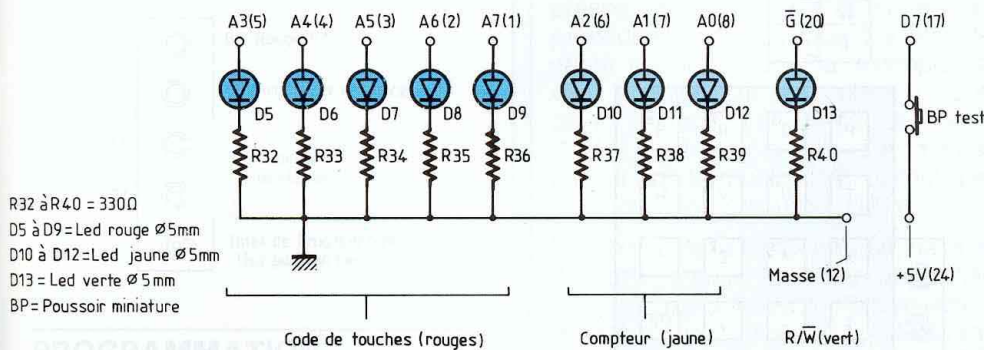 A3(5) A4(4) A5(3) A6(2) A7(1) A2(6) A1(7) A0(8) G̅(20) D7(17)
D5 D6 D7 D8 D9 D10 D11 D12 D13
BP test
R32 R33 R34 R35 R36 R37 R38 R39 R40
R32 à R40 = 330Ω
D5 à D9=Led rouge Ø5mm
D10 à D12=Led jaune Ø5mm
D13= Led verte Ø5mm
BP= Poussoir miniature
Masse (12) +5V(24)
Code de touches (rouges) Compteur (jaune) R/W̅(vert)